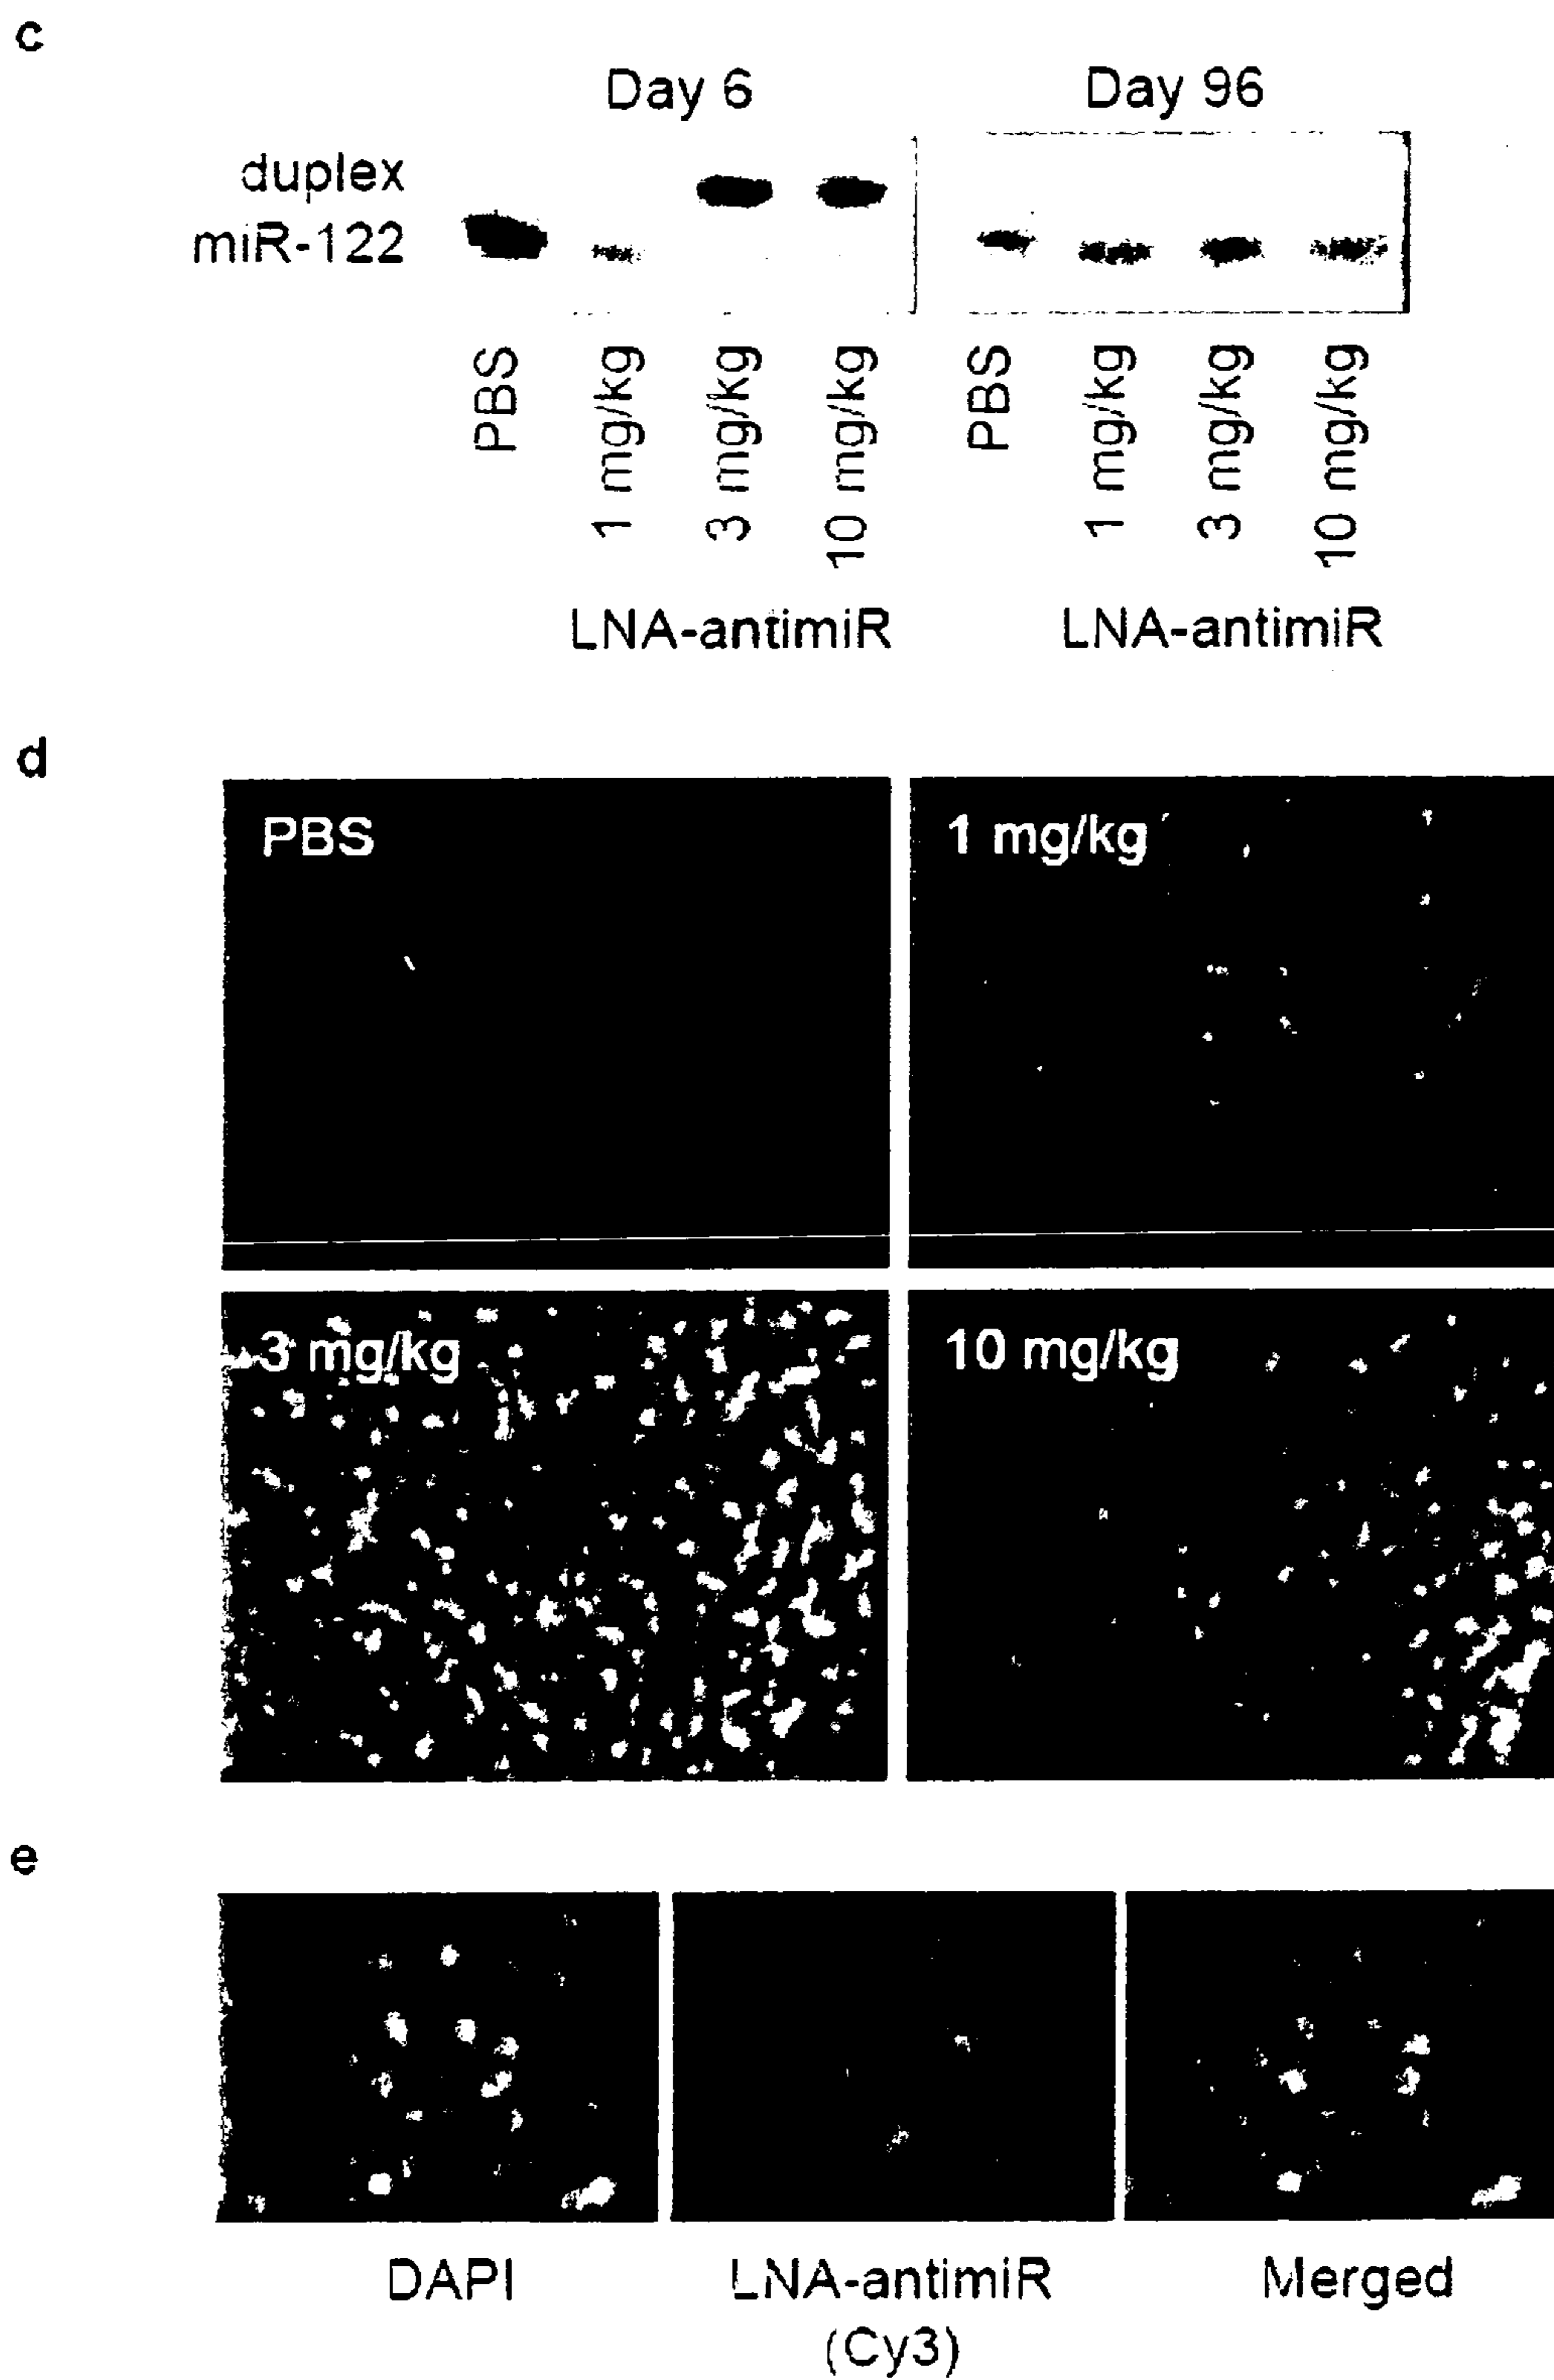 c
Day 6 Day 96
duplex
miR-122
PBS 1 mg/kg 3 mg/kg 10 mg/kg PBS 1 mg/kg 3 mg/kg 10 mg/kg
LNA-antimiR LNA-antimiR
d
PBS 1 mg/kg
3 mg/kg 10 mg/kg
e
DAPI LNA-antimiR Merged
(Cy3)